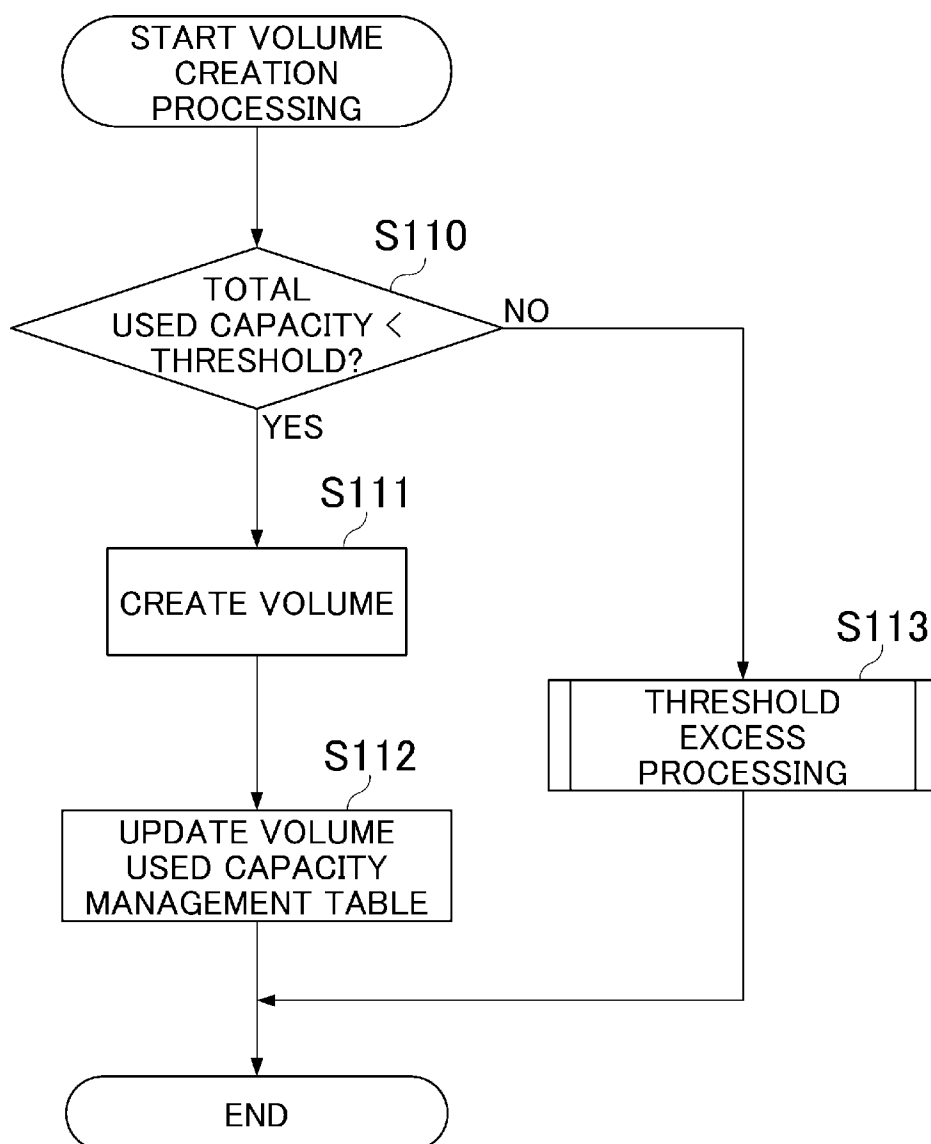 START VOLUME
CREATION
PROCESSING
S110
TOTAL
USED CAPACITY <
THRESHOLD?
NO
YES
S111
CREATE VOLUME
S113
THRESHOLD
EXCESS
PROCESSING
S112
UPDATE VOLUME
USED CAPACITY
MANAGEMENT TABLE
END